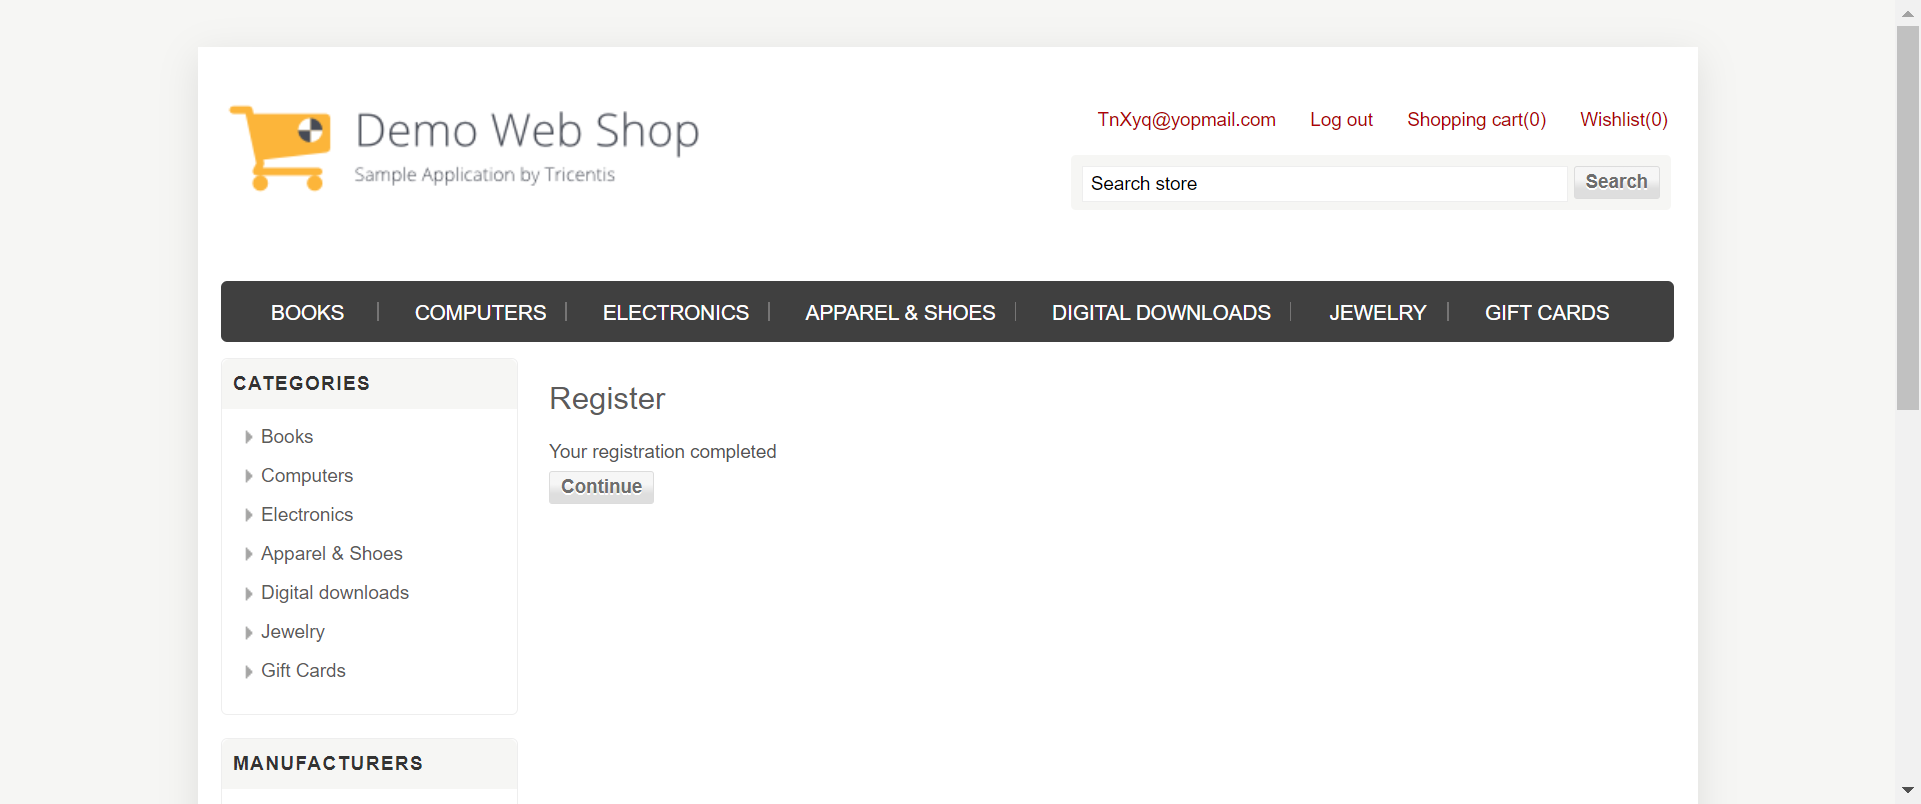 Demo Web Shop
Sample Application by Tricentis
TnXyq@yopmail.com Log out Shopping cart(0) Wishlist(0)
Search store Search
BOOKS COMPUTERS ELECTRONICS APPAREL & SHOES DIGITAL DOWNLOADS JEWELRY GIFT CARDS
CATEGORIES
Books
Computers
Electronics
Apparel & Shoes
Digital downloads
Jewelry
Gift Cards
MANUFACTURERS
Register
Your registration completed
Continue